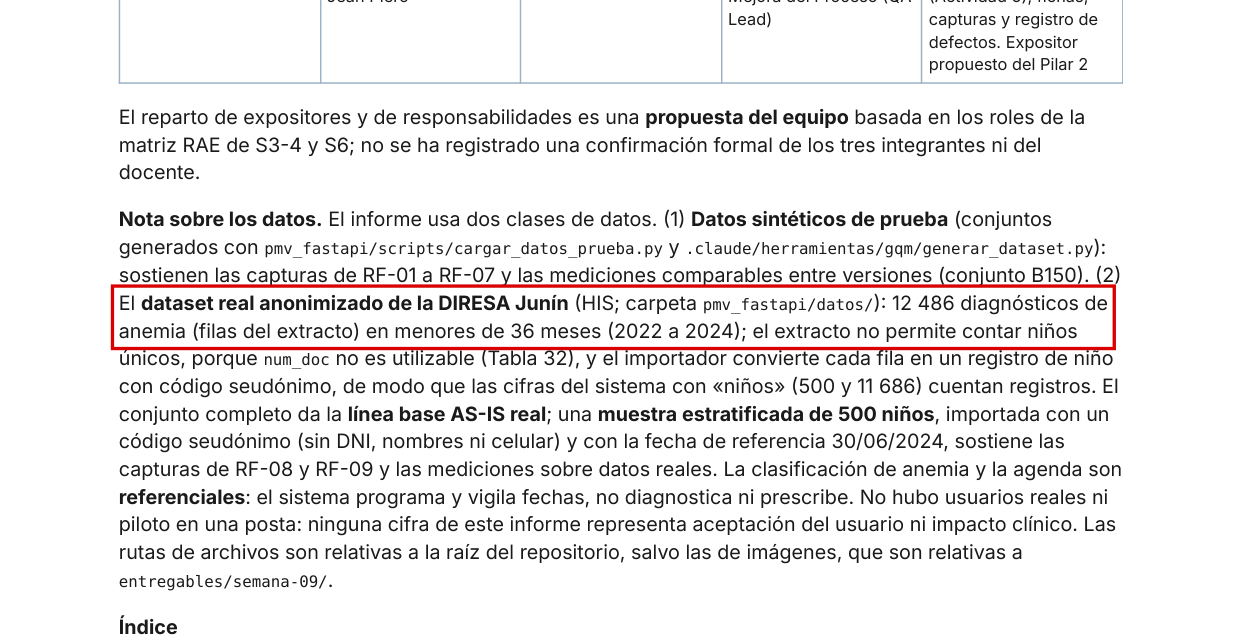 Mejora del Proceso (QA
Lead)
capturas y registro de
defectos. Expositor
propuesto del Pilar 2
El reparto de expositores y de responsabilidades es una propuesta del equipo basada en los roles de la
matriz RAE de S3-4 y S6; no se ha registrado una confirmación formal de los tres integrantes ni del
docente.
Nota sobre los datos. El informe usa dos clases de datos. (1) Datos sintéticos de prueba (conjuntos
generados con pmv_fastapi/scripts/cargar_datos_prueba.py y .claude/herramientas/gqm/generar_dataset.py):
sostienen las capturas de RF-01 a RF-07 y las mediciones comparables entre versiones (conjunto B150). (2)
El dataset real anonimizado de la DIRESA Junín (HIS; carpeta pmv_fastapi/datos/): 12 486 diagnósticos de
anemia (filas del extracto) en menores de 36 meses (2022 a 2024); el extracto no permite contar niños
únicos, porque num_doc no es utilizable (Tabla 32), y el importador convierte cada fila en un registro de niño
con código seudónimo, de modo que las cifras del sistema con «niños» (500 y 11 686) cuentan registros. El
conjunto completo da la línea base AS-IS real; una muestra estratificada de 500 niños, importada con un
código seudónimo (sin DNI, nombres ni celular) y con la fecha de referencia 30/06/2024, sostiene las
capturas de RF-08 y RF-09 y las mediciones sobre datos reales. La clasificación de anemia y la agenda son
referenciales: el sistema programa y vigila fechas, no diagnostica ni prescribe. No hubo usuarios reales ni
piloto en una posta: ninguna cifra de este informe representa aceptación del usuario ni impacto clínico. Las
rutas de archivos son relativas a la raíz del repositorio, salvo las de imágenes, que son relativas a
entregables/semana-09/.
Índice